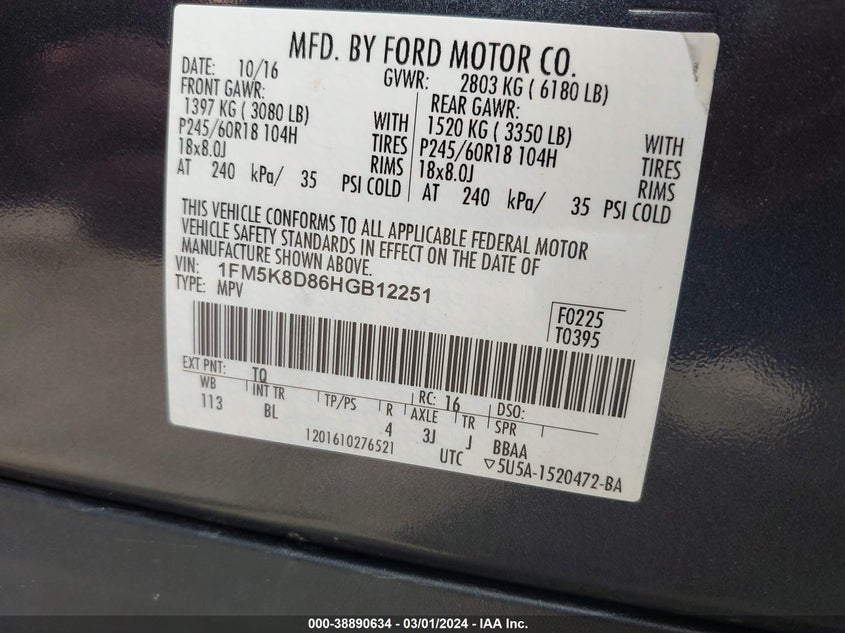 MFD. BY FORD MOTOR CO.
DATE: 10/16 GVWR: 2803 KG ( 6180 LB)
FRONT GAWR: REAR GAWR:
1397 KG ( 3080 LB) WITH 1520 KG ( 3350 LB) WITH
P245/60R18 104H TIRES P245/60R18 104H TIRES
18x8.0J RIMS 18x8.0J RIMS
AT 240 kPa/ 35 PSI COLD AT 240 kPa/ 35 PSI COLD
THIS VEHICLE CONFORMS TO ALL APPLICABLE FEDERAL MOTOR
VEHICLE SAFETY STANDARDS IN EFFECT ON THE DATE OF
MANUFACTURE SHOWN ABOVE.
VIN: 1FM5K8D86HGB12251
TYPE: MPV
F0225
T0395
EXT PNT: TQ RC: 16 DSO:
WB INT TR TP/PS R AXLE TR SPR
113 BL 4 3J J BBAA
1201610276521 UTC ▽5U5A-1520472-BA
000-38890634 - 03/01/2024 - IAA Inc.